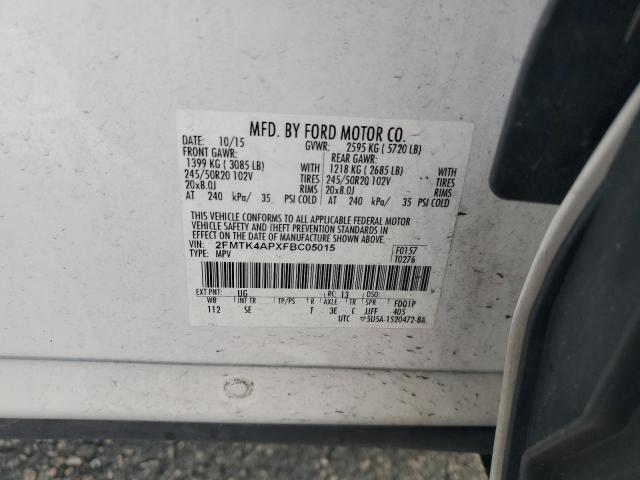 MFD. BY FORD MOTOR CO.
DATE: 10/15 GVWR: 2595 KG ( 5720 LB)
FRONT GAWR: REAR GAWR:
1399 KG ( 3085 LB) WITH 1218 KG ( 2685 LB) WITH
245/50R20 102V TIRES 245/50R20 102V TIRES
20x8.0J RIMS 20x8.0J RIMS
AT 240 kPa/ 35 PSI COLD AT 240 kPa/ 35 PSI COLD
THIS VEHICLE CONFORMS TO ALL APPLICABLE FEDERAL MOTOR
VEHICLE SAFETY AND BUMPER STANDARDS AND THEFT PREVENTION STANDARDS IN
EFFECT ON THE DATE OF MANUFACTURE SHOWN ABOVE.
VIN: 2FMTK4APXFBC05015 F0157
TYPE: MPV T0276
EXT PNT: UG RC: 13 DSO:
WB INT TR TP/PS R AXLE TR SPR FDQ1P
112 SE T 3E C JJFF 405
UTC ▽5U5A-1520472-BA